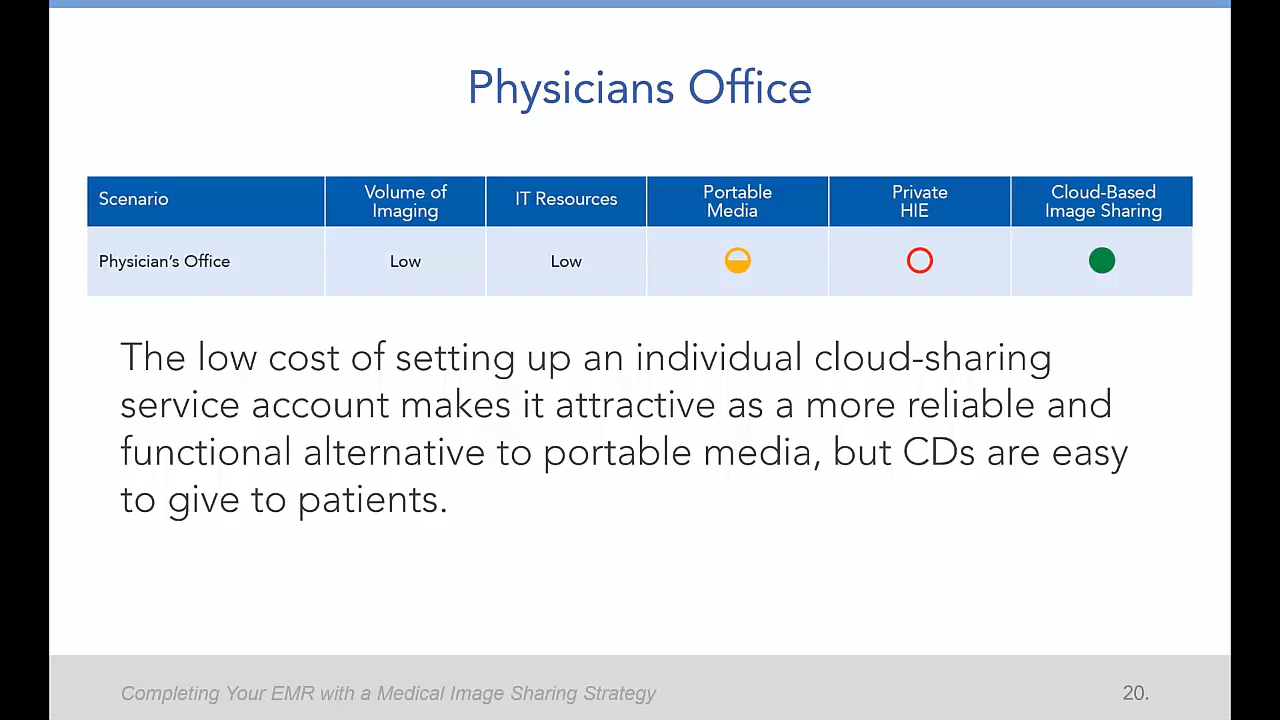 Physicians Office
Scenario
Volume of
Imaging
IT Resources
Portable
Media
Private
HIE
Cloud-Based
Image Sharing
Physician's Office
Low
Low
The low cost of setting up an individual cloud-sharing
service account makes it attractive as a more reliable and
functional alternative to portable media, but CDs are easy
to give to patients.
Completing Your EMR with a Medical Image Sharing Strategy
20.